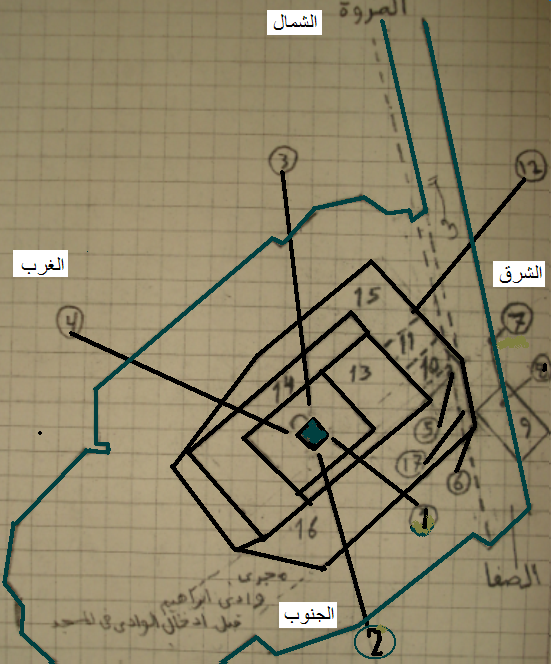 المروة
الشمال
3
12
الغرب
الشرق
4
15
7
11
10
13
14
9
5
17
6
1
16
الصفا
مجرى
وادي ابراهيم
قبل ادخال الوادي في المسجد
الجنوب
2